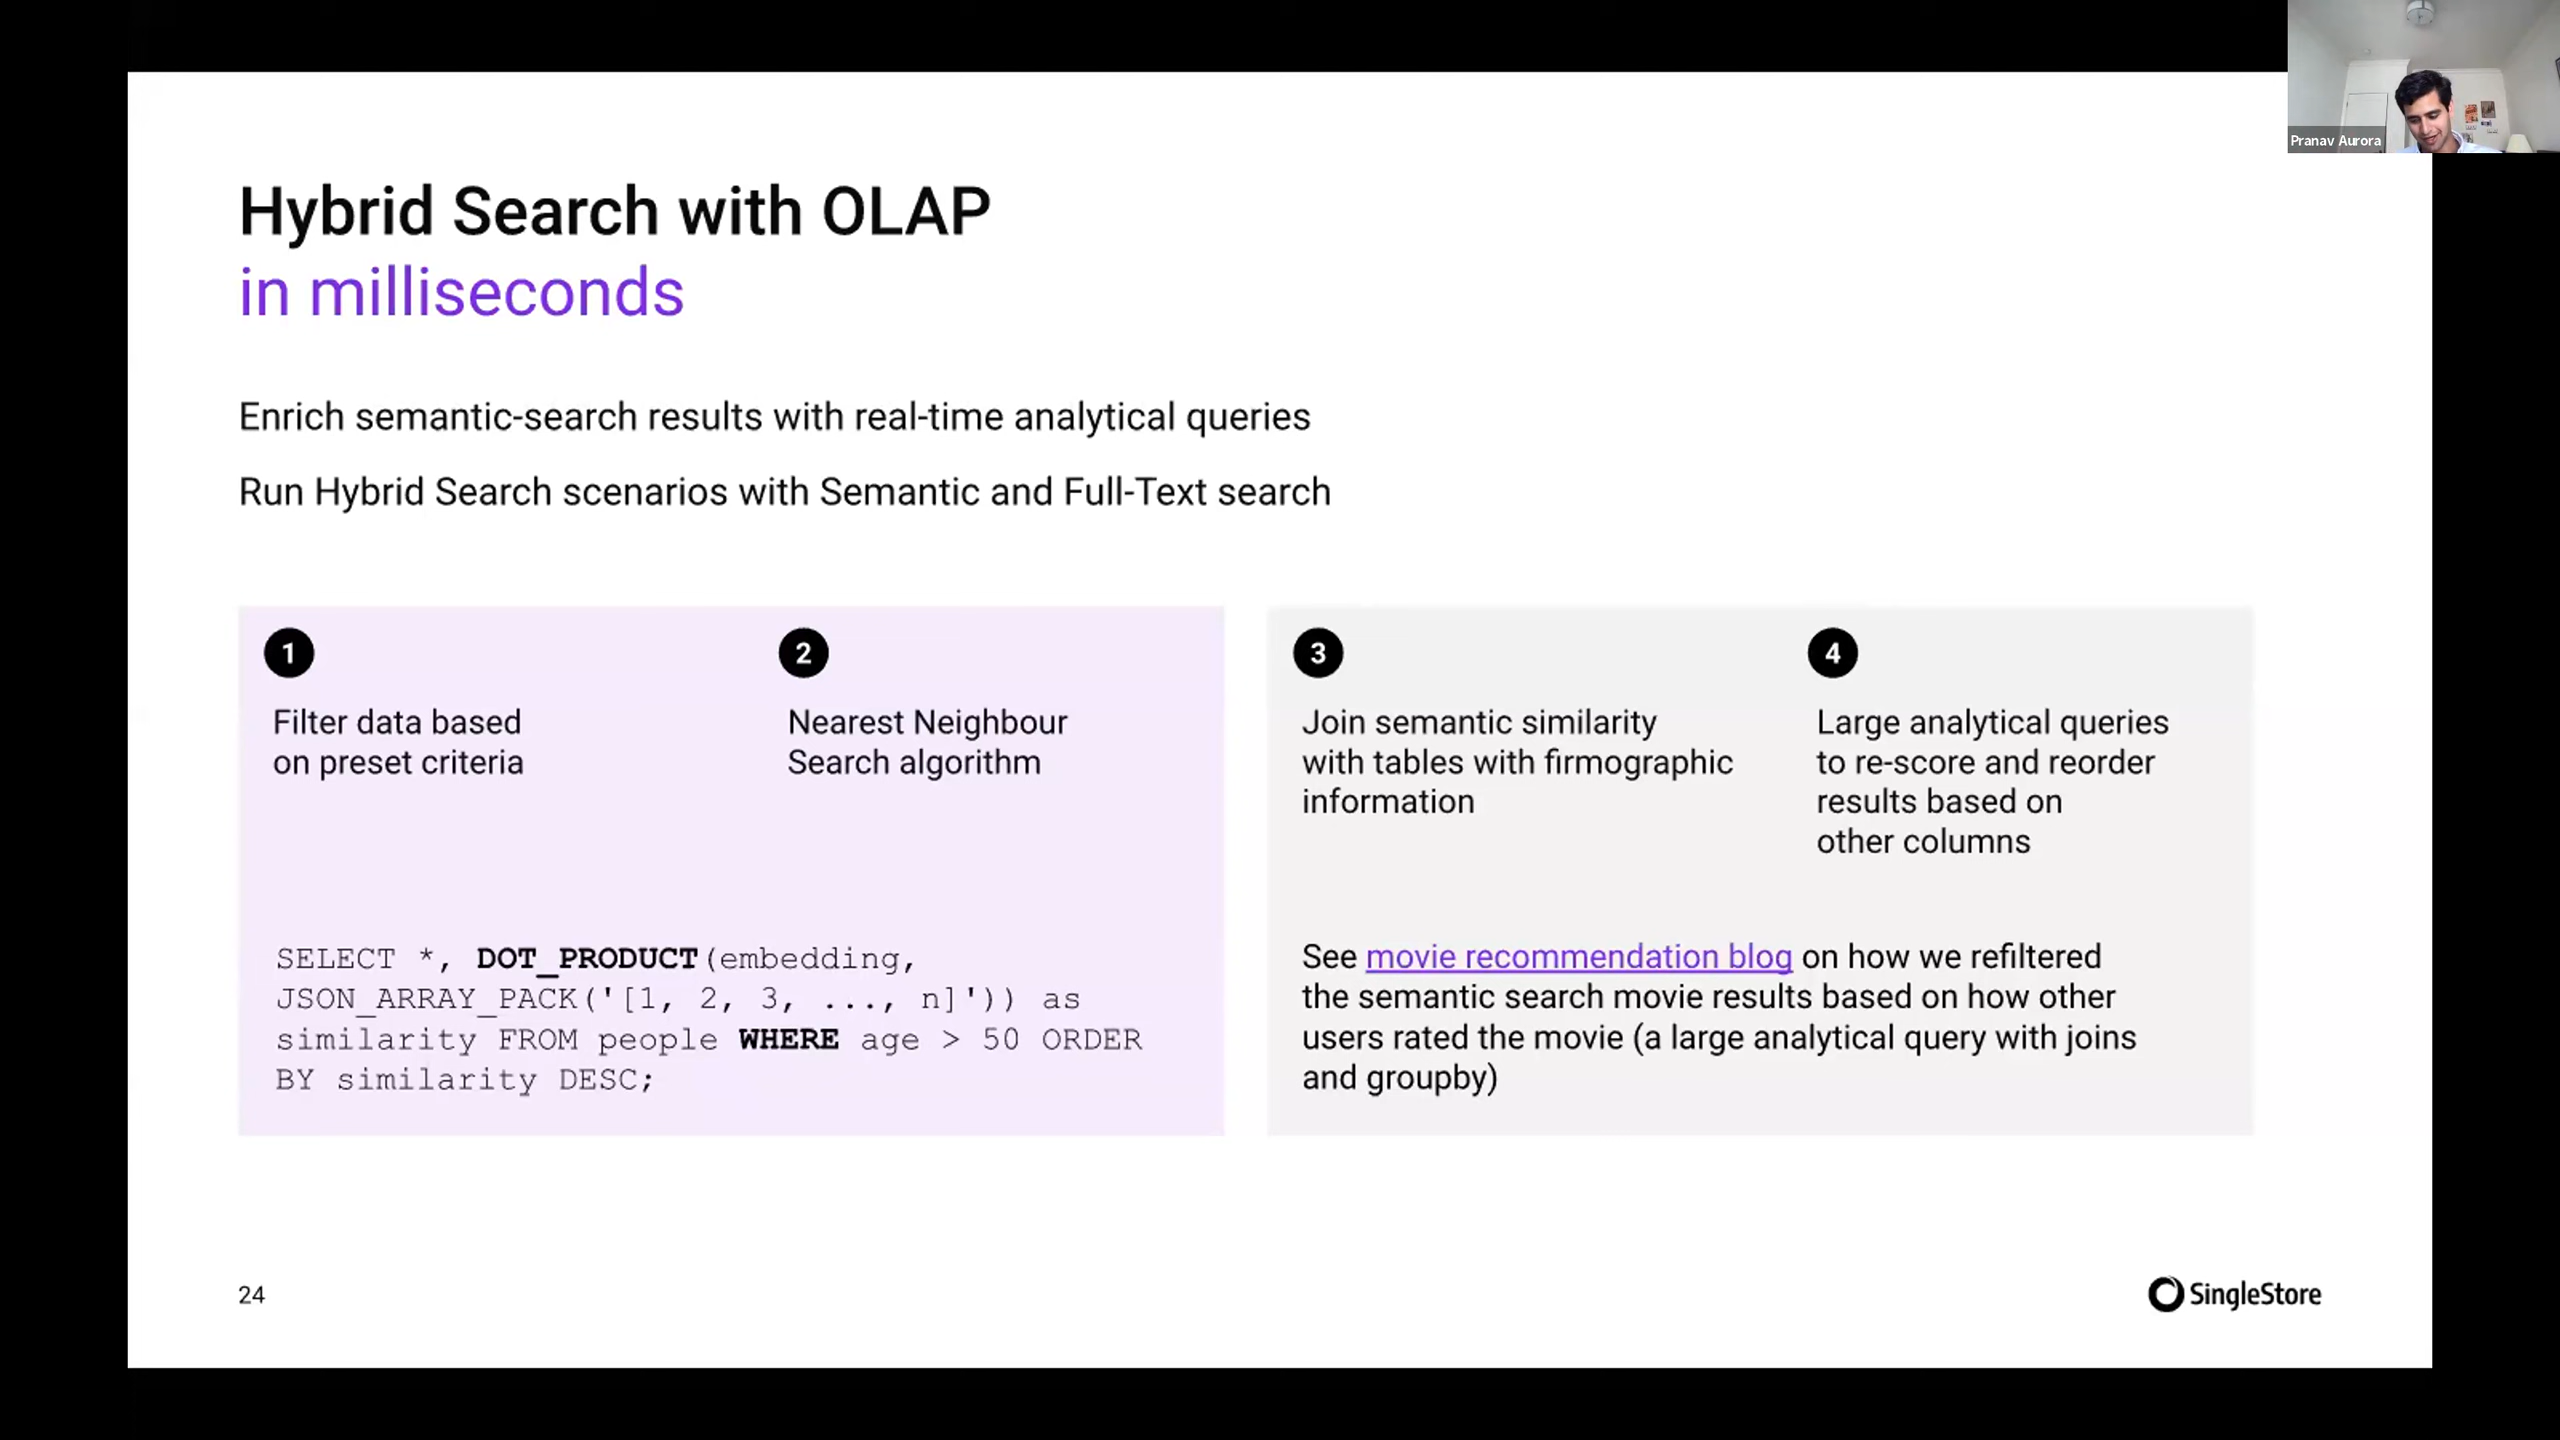 Pranav Aurora
Hybrid Search with OLAP
in milliseconds
Enrich semantic-search results with real-time analytical queries
Run Hybrid Search scenarios with Semantic and Full-Text search
1
Filter data based
on preset criteria
2
Nearest Neighbour
Search algorithm
SELECT *, DOT_PRODUCT(embedding,
JSON_ARRAY_PACK('[1, 2, 3, ..., n]')) as
similarity FROM people WHERE age > 50 ORDER
BY similarity DESC;
3
Join semantic similarity
with tables with firmographic
information
4
Large analytical queries
to re-score and reorder
results based on
other columns
See movie recommendation blog on how we refiltered
the semantic search movie results based on how other
users rated the movie (a large analytical query with joins
and groupby)
24
SingleStore